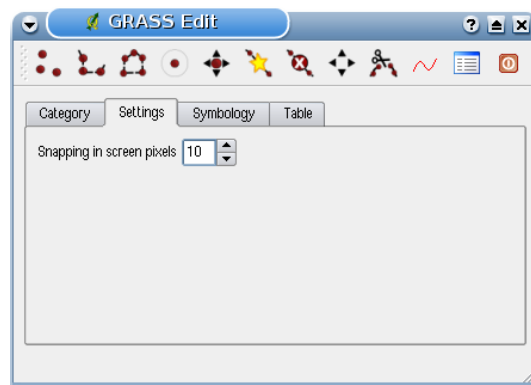 GRASS Edit
Category Settings Symbology Table
Snapping in screen pixels 10